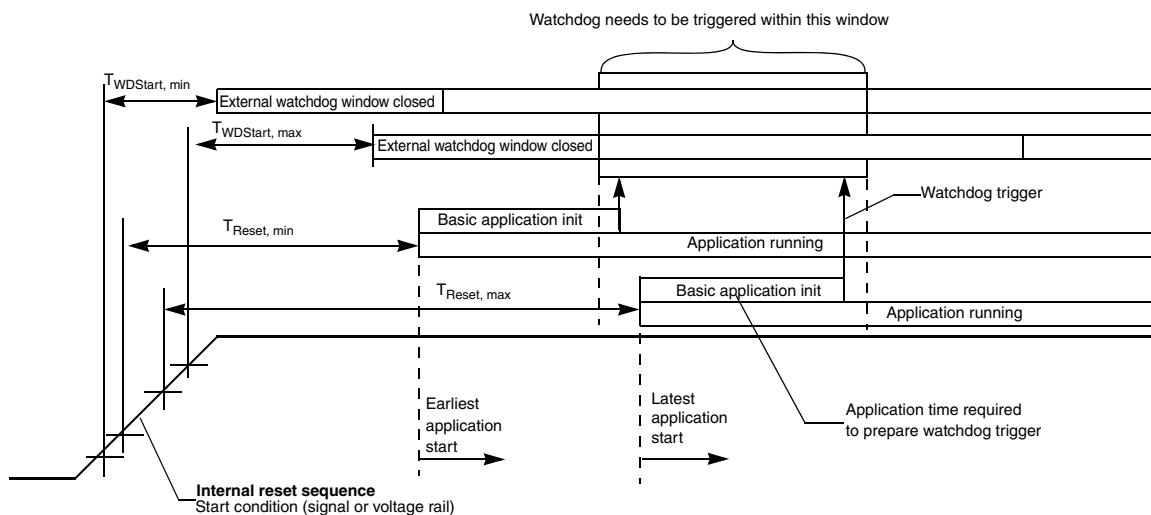 Watchdog needs to be triggered within this window
TWDStart, min
External watchdog window closed
TWDStart, max
External watchdog window closed
Watchdog trigger
Basic application init
TReset, min
Application running
TReset, max
Basic application init
Application running
Earliest
application
start
Latest
application
start
Application time required
to prepare watchdog trigger
Internal reset sequence
Start condition (signal or voltage rail)